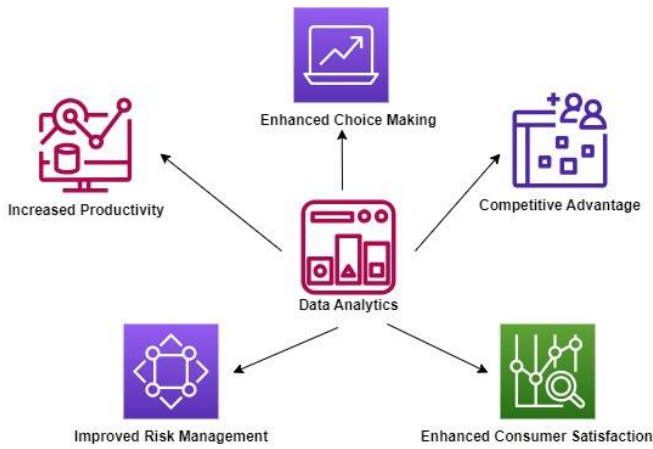 Enhanced Choice Making
Increased Productivity
Competitive Advantage
Data Analytics
Improved Risk Management
Enhanced Consumer Satisfaction